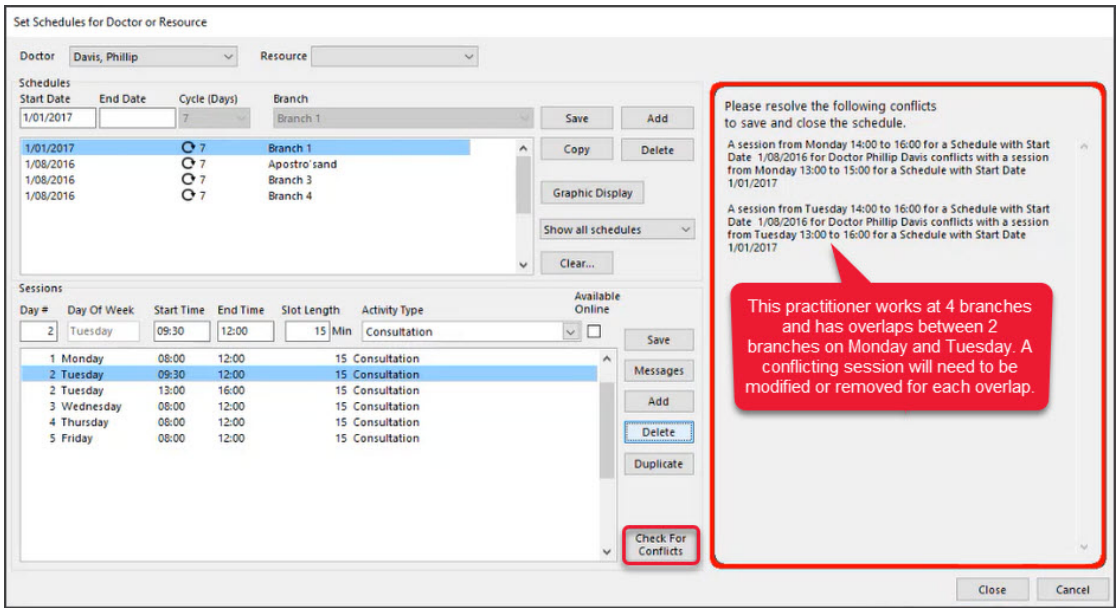 Set Schedules for Doctor or Resource
Doctor Davis, Phillip Resource
Schedules
Start Date End Date Cycle (Days) Branch
1/01/2017 7 Branch 1 Save Add
1/01/2017 7 Branch 1 Copy Delete
1/08/2016 7 Apostro'sand
1/08/2016 7 Branch 3
1/08/2016 7 Branch 4
Graphic Display
Show all schedules
Clear...
Sessions
Day # Day Of Week Start Time End Time Slot Length Activity Type Available Online
2 Tuesday 09:30 12:00 15 Min Consultation
Save
1 Monday 08:00 12:00 15 Consultation
2 Tuesday 09:30 12:00 15 Consultation
2 Tuesday 13:00 16:00 15 Consultation
3 Wednesday 08:00 12:00 15 Consultation
4 Thursday 08:00 12:00 15 Consultation
5 Friday 08:00 12:00 15 Consultation
Messages
Add
Delete
Duplicate
Check For
Conflicts
Please resolve the following conflicts
to save and close the schedule.
A session from Monday 14:00 to 16:00 for a Schedule with Start
Date 1/08/2016 for Doctor Phillip Davis conflicts with a session
from Monday 13:00 to 15:00 for a Schedule with Start Date
1/01/2017
A session from Tuesday 14:00 to 16:00 for a Schedule with Start
Date 1/08/2016 for Doctor Phillip Davis conflicts with a session
from Tuesday 13:00 to 16:00 for a Schedule with Start Date
1/01/2017
This practitioner works at 4 branches
and has overlaps between 2
branches on Monday and Tuesday. A
conflicting session will need to be
modified or removed for each overlap.
Close Cancel